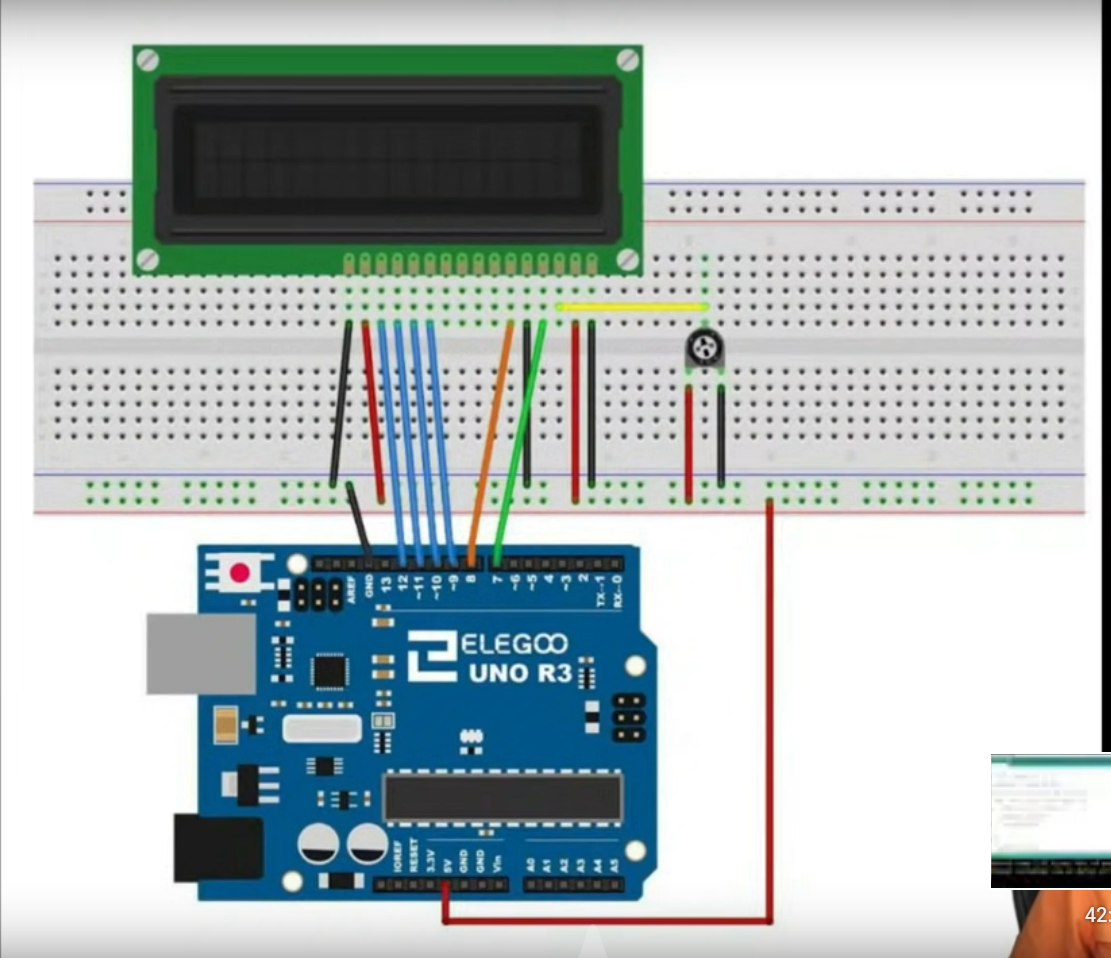 AREF
GND
13
12
~11
~10
~9
8
7
~6
~5
4
~3
2
TX→1
RX←0
ELEGOO
UNO R3
IOREF
RESET
3.3V
5V
GND
GND
Vin
A0
A1
A2
A3
A4
A5
42: